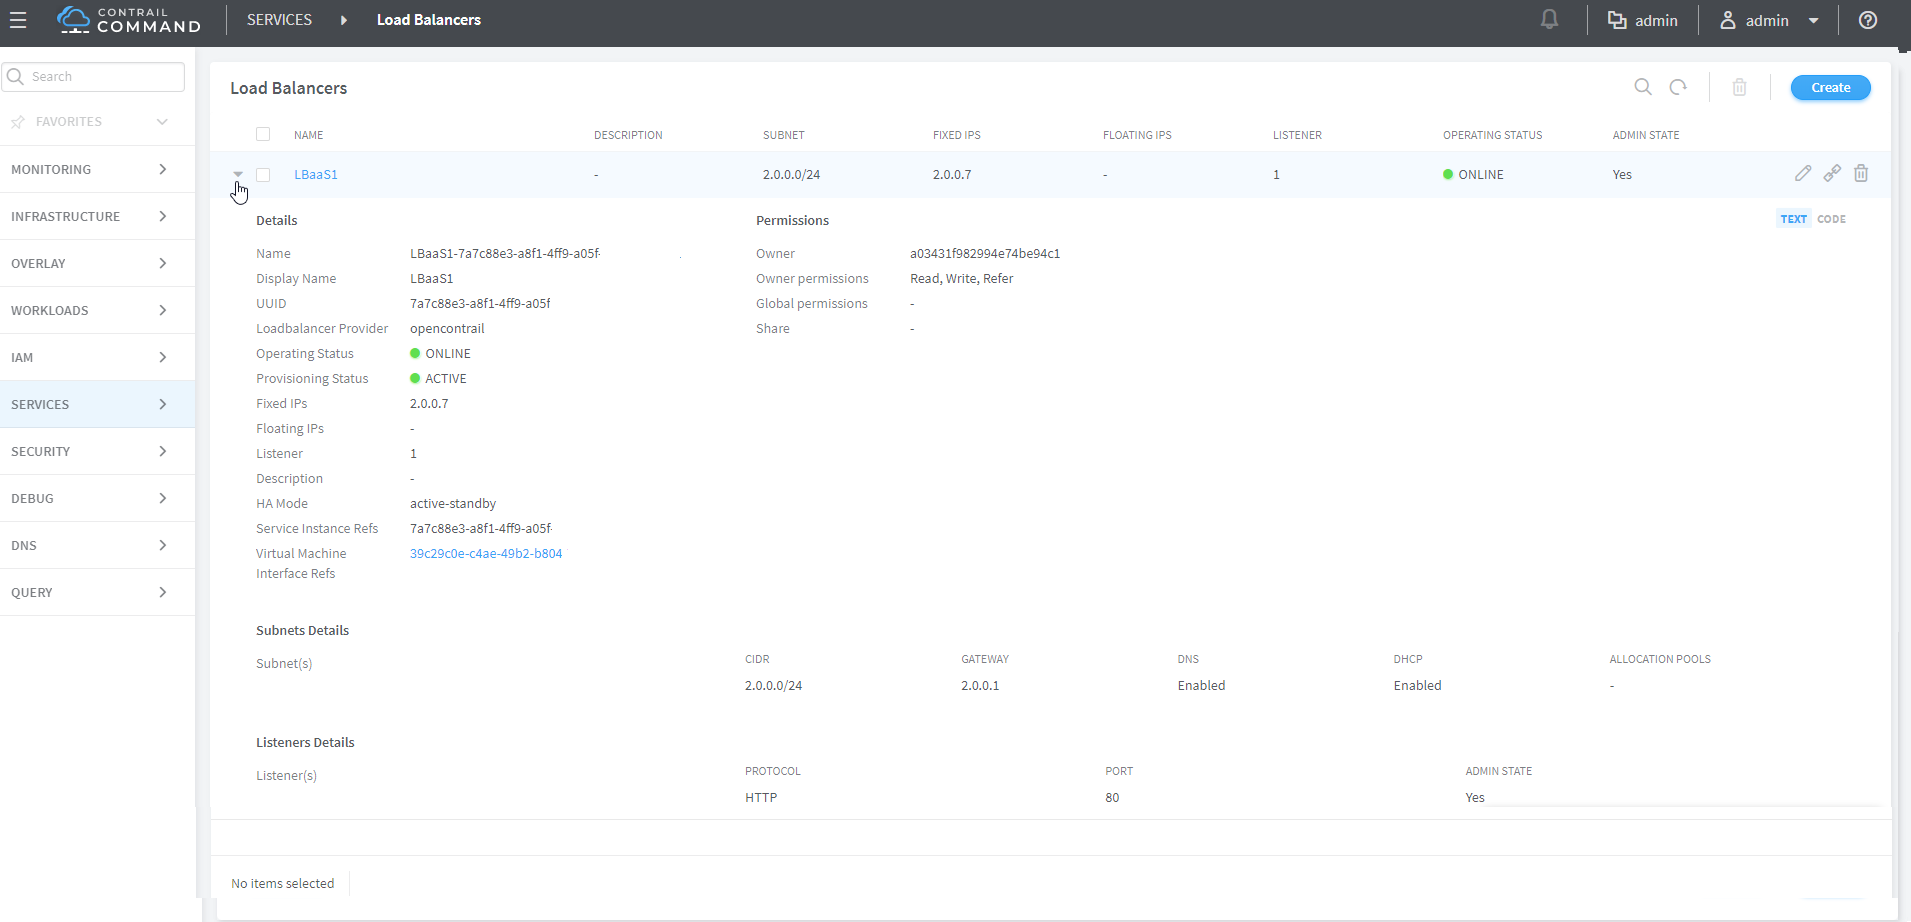 CONTRAIL
COMMAND
SERVICES
Load Balancers
admin
admin
Search
FAVORITES
MONITORING
INFRASTRUCTURE
OVERLAY
WORKLOADS
IAM
SERVICES
SECURITY
DEBUG
DNS
QUERY
Load Balancers
Create
NAME DESCRIPTION SUBNET FIXED IPS FLOATING IPS LISTENER OPERATING STATUS ADMIN STATE
LBaaS1 - 2.0.0.0/24 2.0.0.7 - 1 ONLINE Yes
Details
Name LBaaS1-7a7c88e3-a8f1-4ff9-a05f-
Display Name LBaaS1
UUID 7a7c88e3-a8f1-4ff9-a05f
Loadbalancer Provider opencontrail
Operating Status ONLINE
Provisioning Status ACTIVE
Fixed IPs 2.0.0.7
Floating IPs -
Listener 1
Description -
HA Mode active-standby
Service Instance Refs 7a7c88e3-a8f1-4ff9-a05f-
Virtual Machine 39c29c0e-c4ae-49b2-b804
Interface Refs
Permissions
TEXT CODE
Owner a03431f982994e74be94c1
Owner permissions Read, Write, Refer
Global permissions -
Share -
Subnets Details
Subnet(s)
CIDR GATEWAY DNS DHCP ALLOCATION POOLS
2.0.0.0/24 2.0.0.1 Enabled Enabled -
Listeners Details
Listener(s)
PROTOCOL PORT ADMIN STATE
HTTP 80 Yes
No items selected